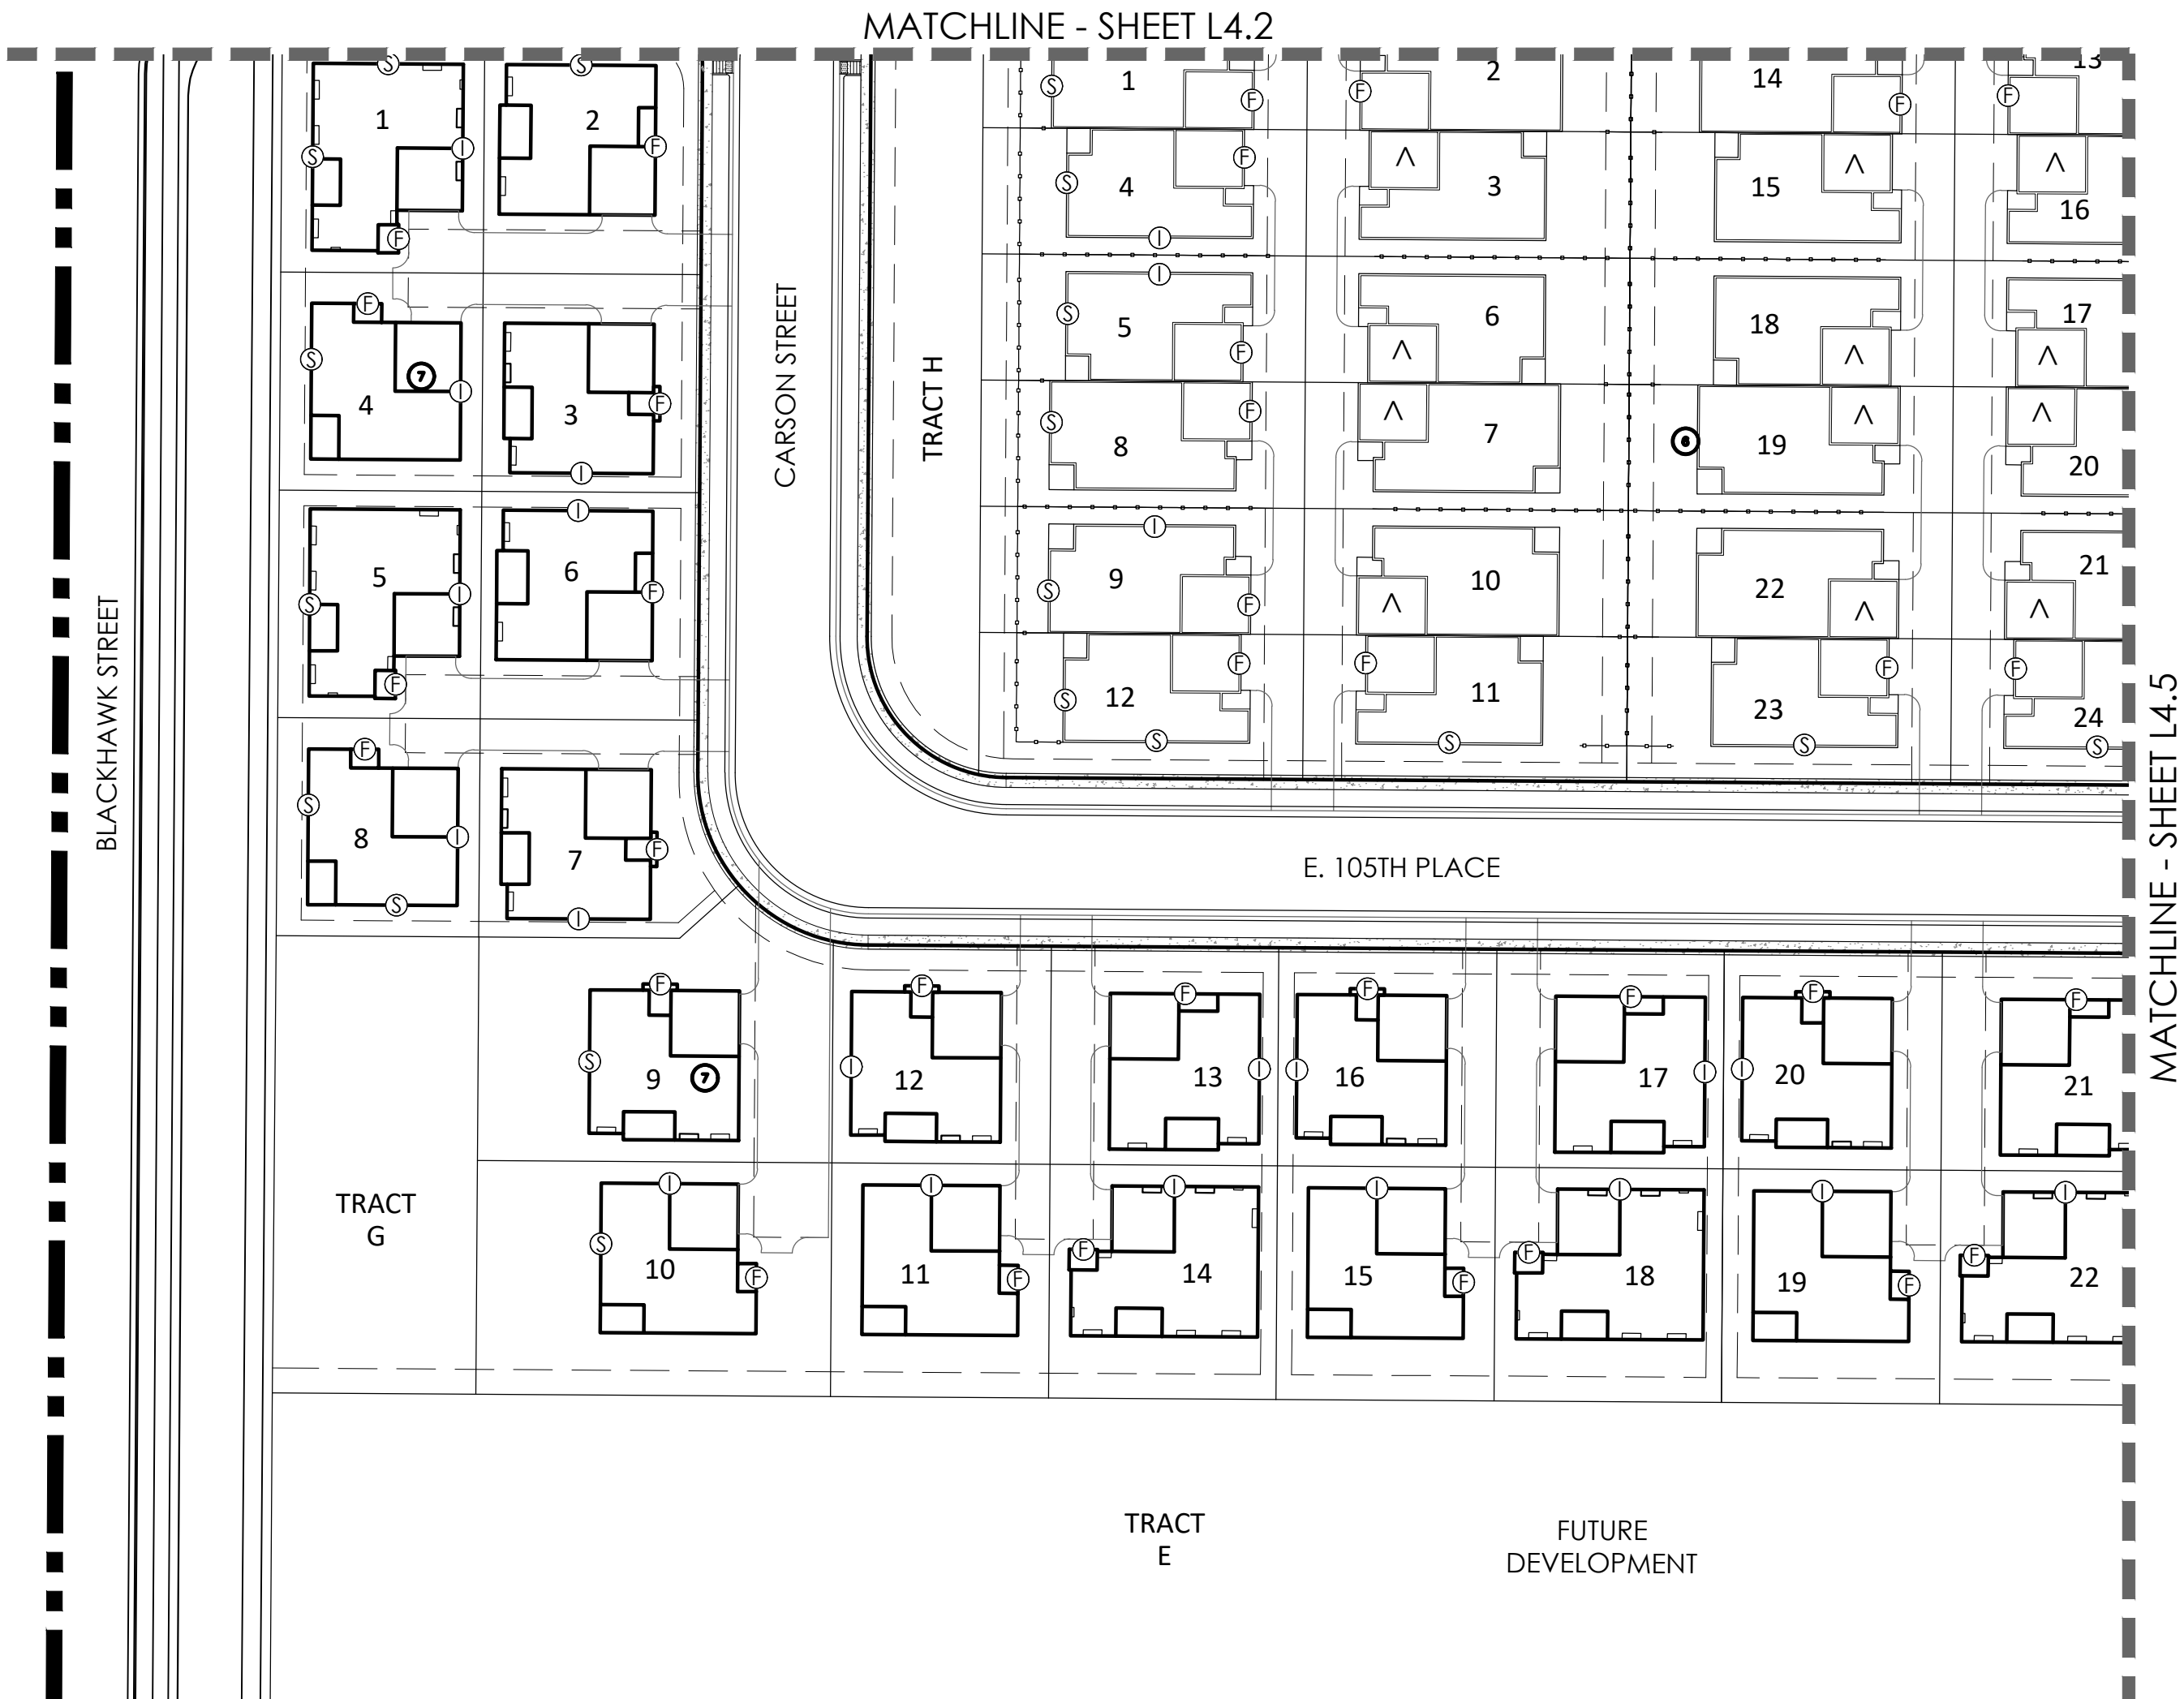 MATCHLINE - SHEET L4.2
S
S
1
2
14
13
S
F
F
F
F
1
2
I
F
S
F
4
F
^
3
15
^
^
16
S
S
I
F
F
I
F
S
5
F
6
^
18
^
17
^
S
4
7
I
3
F
I
S
8
F
^
7
6
19
^
^
20
CARSON STREET
TRACT H
5
I
S
I
F
6
I
F
I
S
9
F
10
^
22
^
21
^
S
12
F
S
F
11
S
23
F
S
F
24
S
BLACKHAWK STREET
F
S
8
I
S
7
F
I
E. 105TH PLACE
MATCHLINE - SHEET L4.5
F
S
9
7
F
I
12
F
13
I
F
I
16
F
17
I
F
I
20
F
21
TRACT
G
I
S
10
F
I
11
F
I
F
14
I
15
F
I
F
18
I
19
F
I
F
22
TRACT
E
FUTURE
DEVELOPMENT